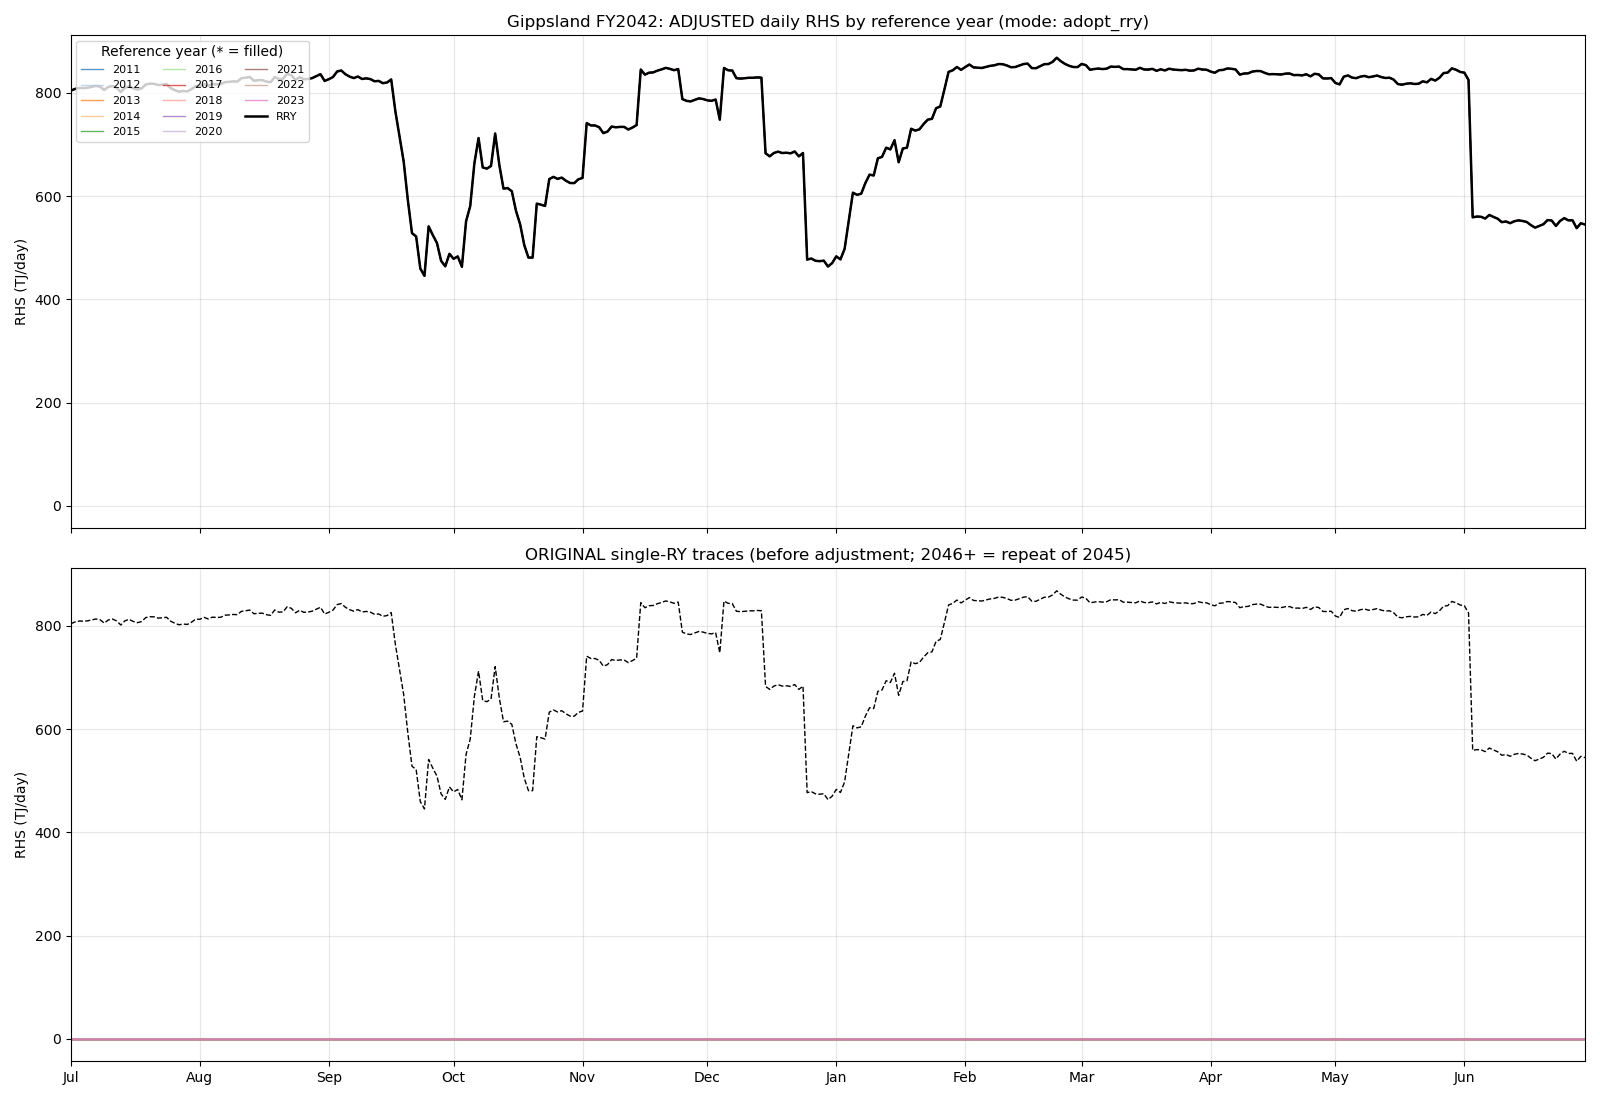 Gippsland FY2042: ADJUSTED daily RHS by reference year (mode: adopt_rry)
Reference year (* = filled)
2011 2016 2021
2012 2017 2022
2013 2018 2023
2014 2019 RRY
2015 2020
800
600
400
200
0
RHS (TJ/day)
ORIGINAL single-RY traces (before adjustment; 2046+ = repeat of 2045)
800
600
400
200
0
RHS (TJ/day)
Jul Aug Sep Oct Nov Dec Jan Feb Mar Apr May Jun